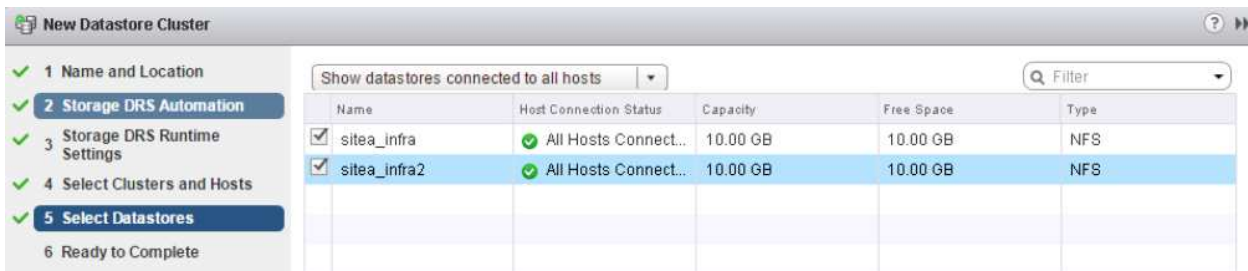 New Datastore Cluster
?
1 Name and Location
2 Storage DRS Automation
3 Storage DRS Runtime
Settings
4 Select Clusters and Hosts
5 Select Datastores
6 Ready to Complete
Show datastores connected to all hosts
Filter
Name Host Connection Status Capacity Free Space Type
sitea_infra All Hosts Connect... 10.00 GB 10.00 GB NFS
sitea_infra2 All Hosts Connect... 10.00 GB 10.00 GB NFS